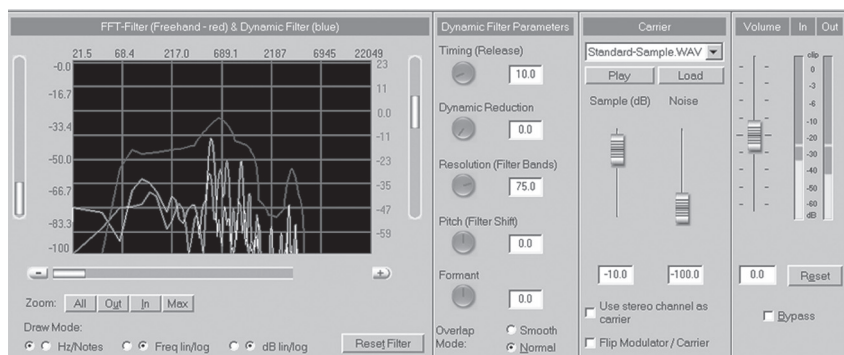 FFT-Filter (Freehand - red) & Dynamic Filter (blue)
21.5 68.4 217.0 689.1 2187 6945 22049
-0.0
-16.7
-33.4
-50.0
-66.7
-83.3
-100
23
11
0.0
-11
-23
-35
-47
-59
Zoom: All Out In Max
Draw Mode:
Hz/Notes Freq lin/log dB lin/log Reset Filter
Dynamic Filter Parameters
Timing (Release)
10.0
Dynamic Reduction
0.0
Resolution (Filter Bands)
75.0
Pitch (Filter Shift)
0.0
Formant
0.0
Overlap Mode:
Smooth
Normal
Carrier
Standard-Sample.WAV
Play Load
Sample (dB) Noise
-10.0 -100.0
Use stereo channel as
carrier
Flip Modulator / Carrier
Volume In Out
clip
0
-3
-6
-10
-20
-30
-40
-50
-60
dB
0.0 Reset
Bypass